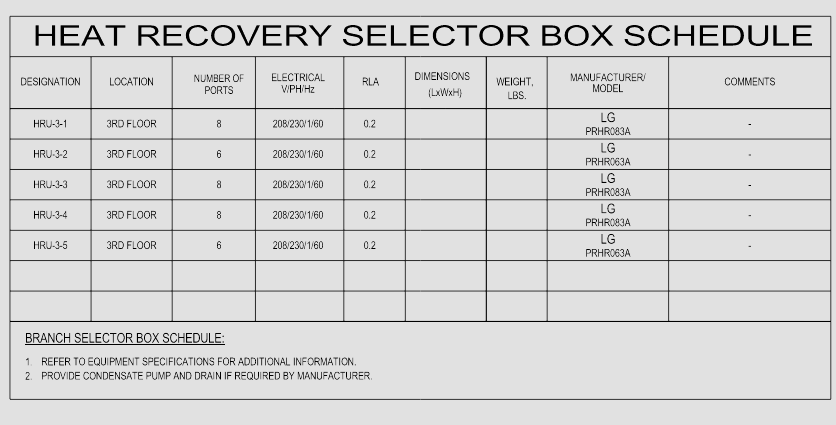 HEAT RECOVERY SELECTOR BOX SCHEDULE
DESIGNATION LOCATION NUMBER OF PORTS ELECTRICAL V/PH/Hz RLA DIMENSIONS (LxWxH) WEIGHT, LBS. MANUFACTURER/ MODEL COMMENTS
HRU-3-1 3RD FLOOR 8 208/230/1/60 0.2 LG PRHR083A -
HRU-3-2 3RD FLOOR 6 208/230/1/60 0.2 LG PRHR063A -
HRU-3-3 3RD FLOOR 8 208/230/1/60 0.2 LG PRHR083A -
HRU-3-4 3RD FLOOR 8 208/230/1/60 0.2 LG PRHR083A -
HRU-3-5 3RD FLOOR 6 208/230/1/60 0.2 LG PRHR063A -
BRANCH SELECTOR BOX SCHEDULE:
1. REFER TO EQUIPMENT SPECIFICATIONS FOR ADDITIONAL INFORMATION.
2. PROVIDE CONDENSATE PUMP AND DRAIN IF REQUIRED BY MANUFACTURER.